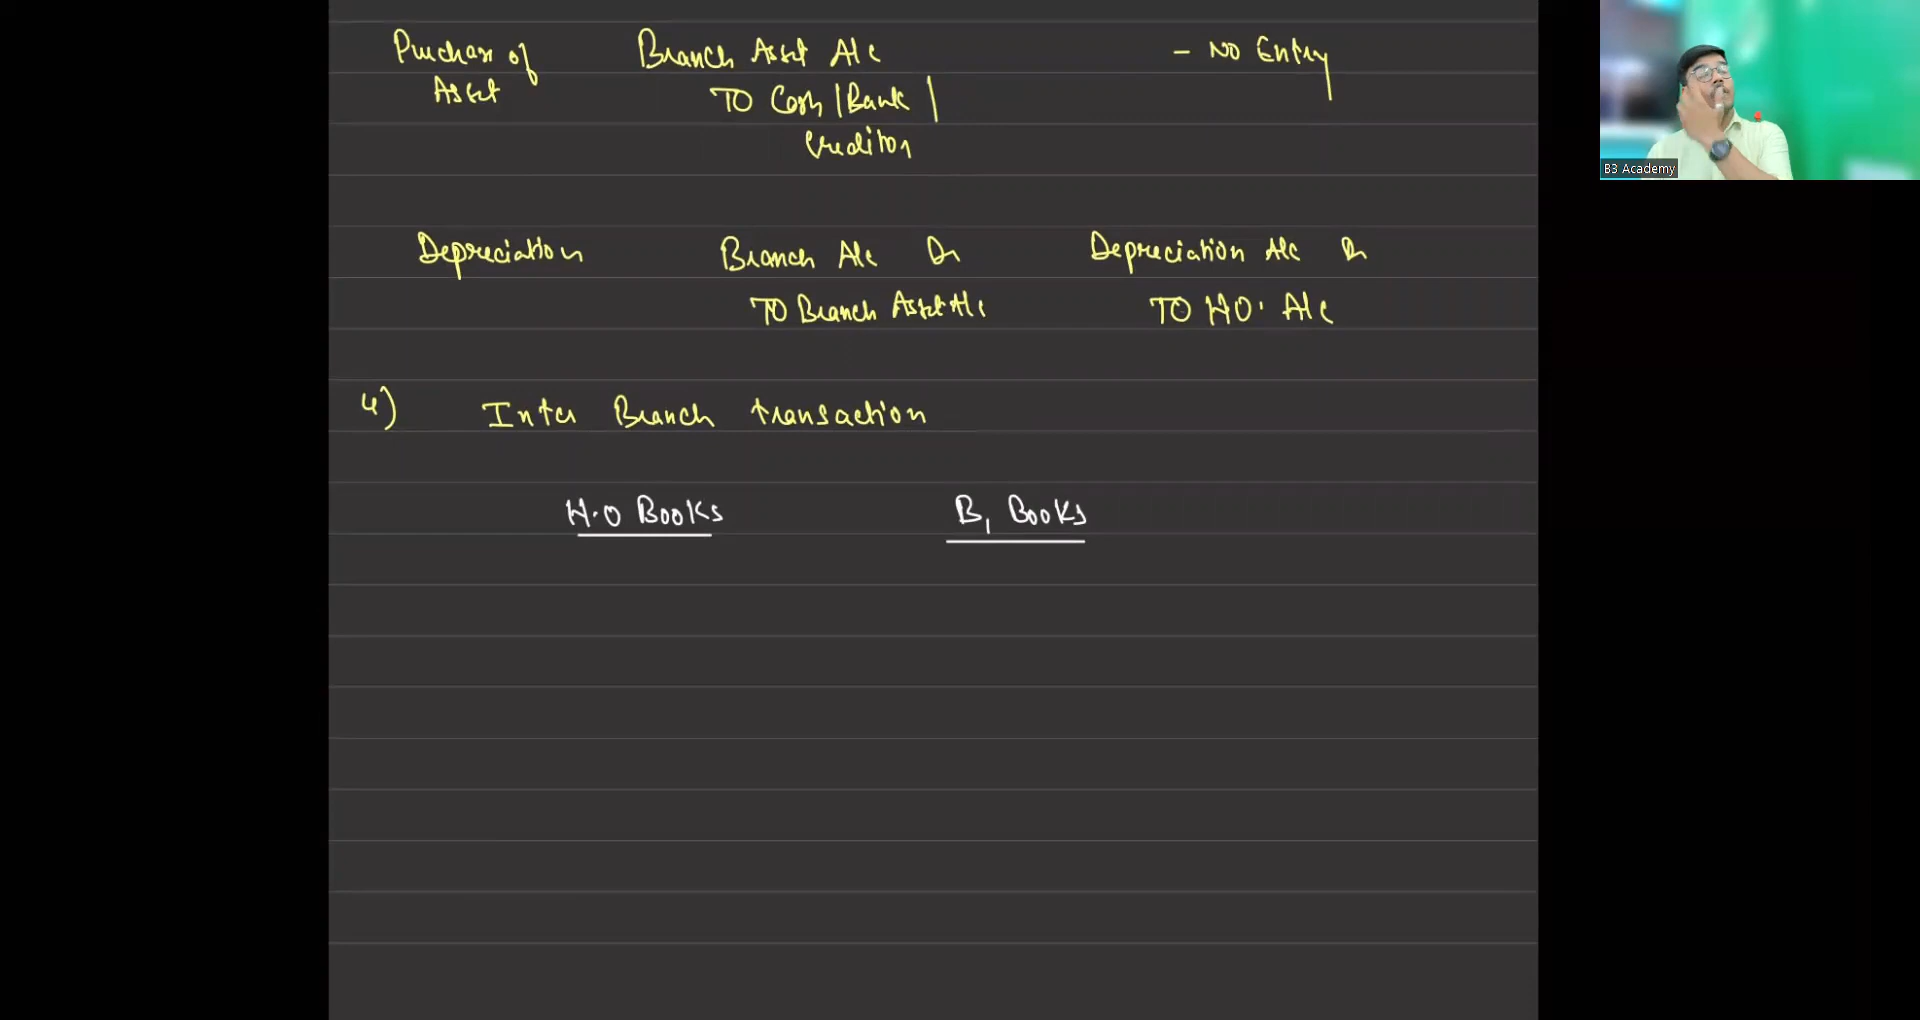 Purchase of Branch Asset A/c - No Entry
Asset TO Cash | Bank |
Creditor
Depreciation Branch A/c Dr Depreciation A/c Dr
TO Branch Asset A/c TO HO. A/c
4) Inter Branch transaction
H.O Books B1 Books
B3 Academy